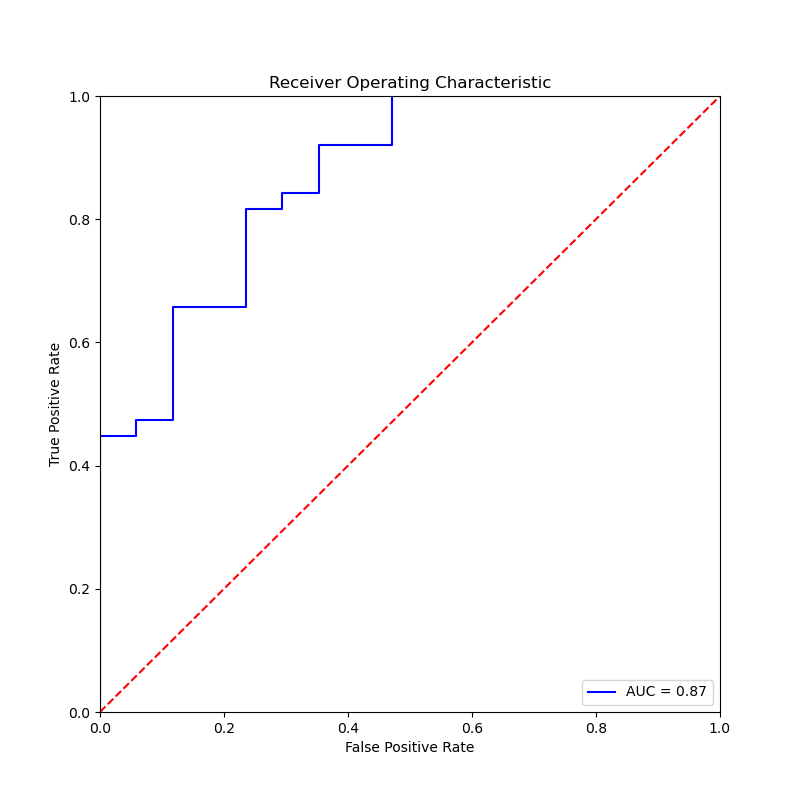 Receiver Operating Characteristic
True Positive Rate
1.0
0.8
0.6
0.4
0.2
0.0
AUC = 0.87
0.0 0.2 0.4 0.6 0.8 1.0
False Positive Rate